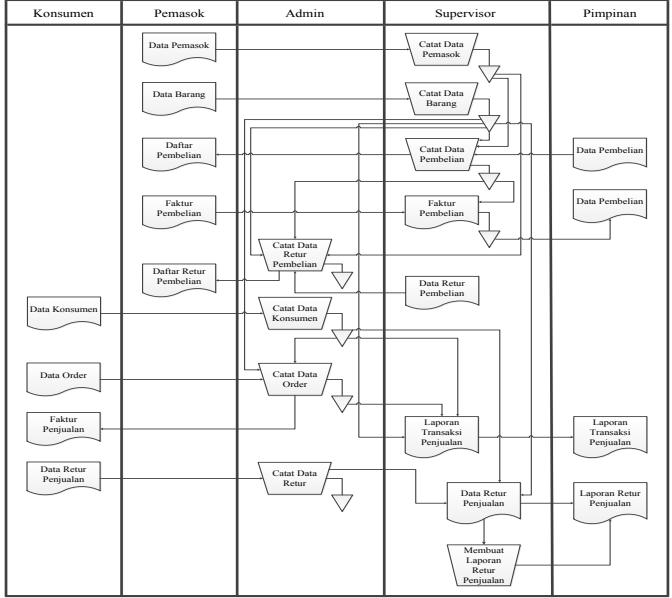 Konsumen
Pemasok
Admin
Supervisor
Pimpinan
Data Pemasok
Catat Data
Pemasok
Data Barang
Catat Data
Barang
Daftar
Pembelian
Catat Data
Pembelian
Data Pembelian
Faktur
Pembelian
Faktur
Pembelian
Data Pembelian
Catat Data
Retur
Pembelian
Daftar Retur
Pembelian
Data Retur
Pembelian
Data Konsumen
Catat Data
Konsumen
Data Order
Catat Data
Order
Faktur
Penjualan
Laporan
Transaksi
Penjualan
Laporan
Transaksi
Penjualan
Data Retur
Penjualan
Catat Data
Retur
Data Retur
Penjualan
Laporan Retur
Penjualan
Membuat
Laporan
Retur
Penjualan